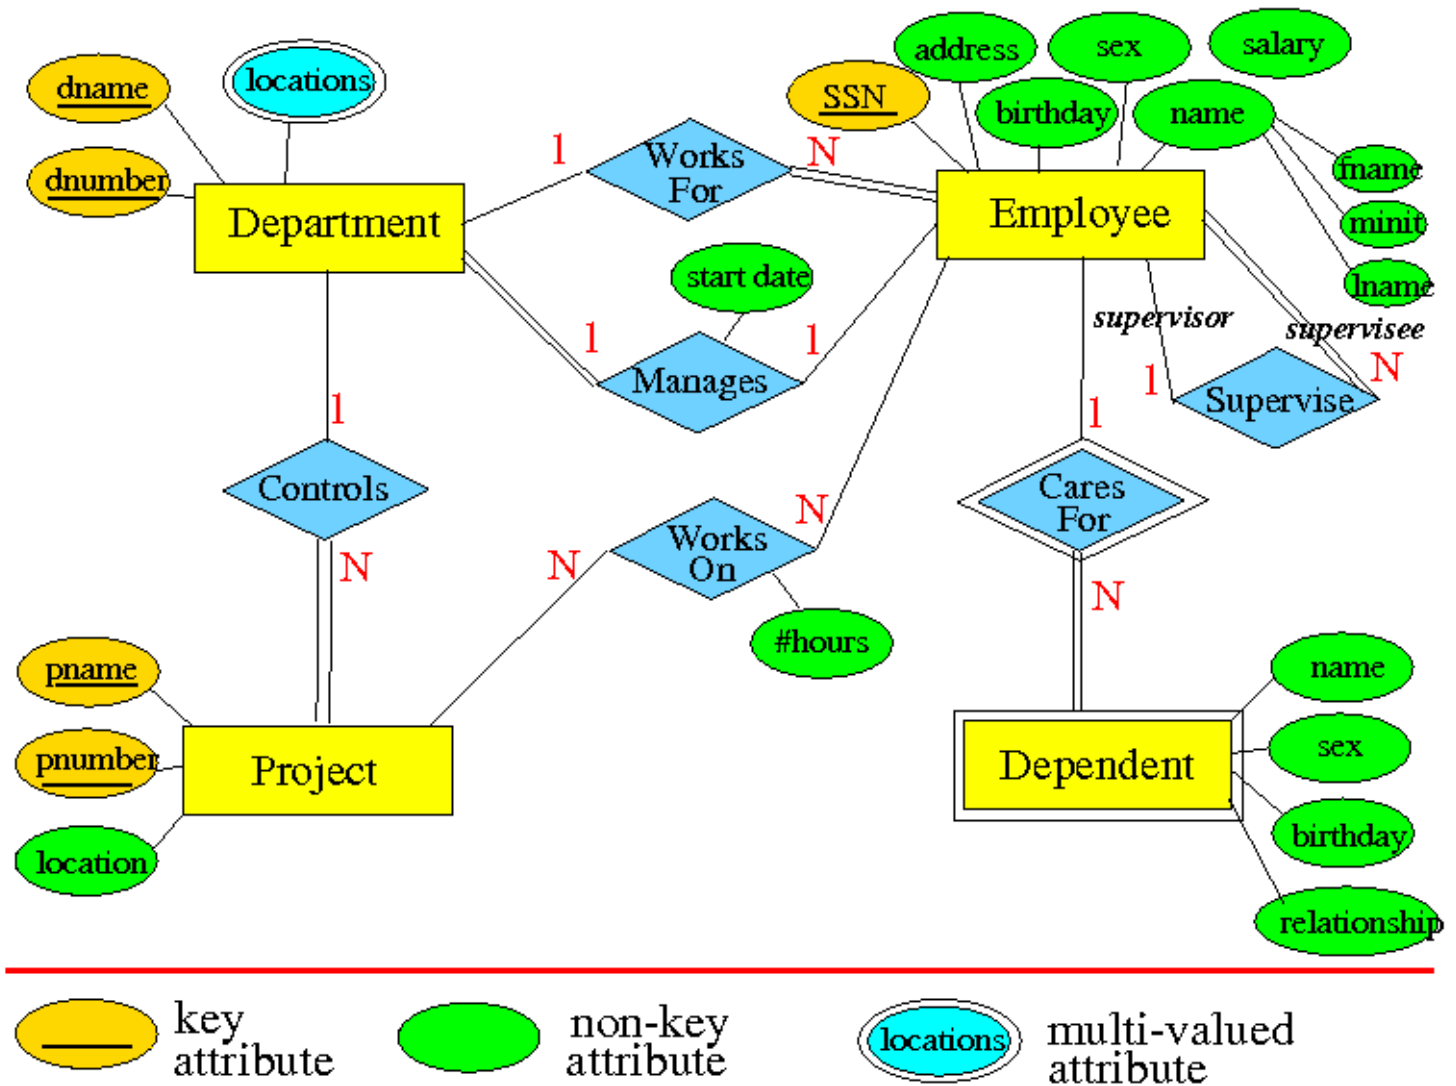 address
sex
salary
dname
locations
SSN
birthday
name
1
Works
For
N
fname
dnumber
Department
Employee
minit
start date
lname
supervisor
supervisee
1
Manages
1
1
Supervise
N
1
1
Controls
Cares
For
N
Works
On
N
N
N
#hours
pname
name
pnumber
Project
Dependent
sex
location
birthday
relationship
key
attribute
non-key
attribute
locations
multi-valued
attribute